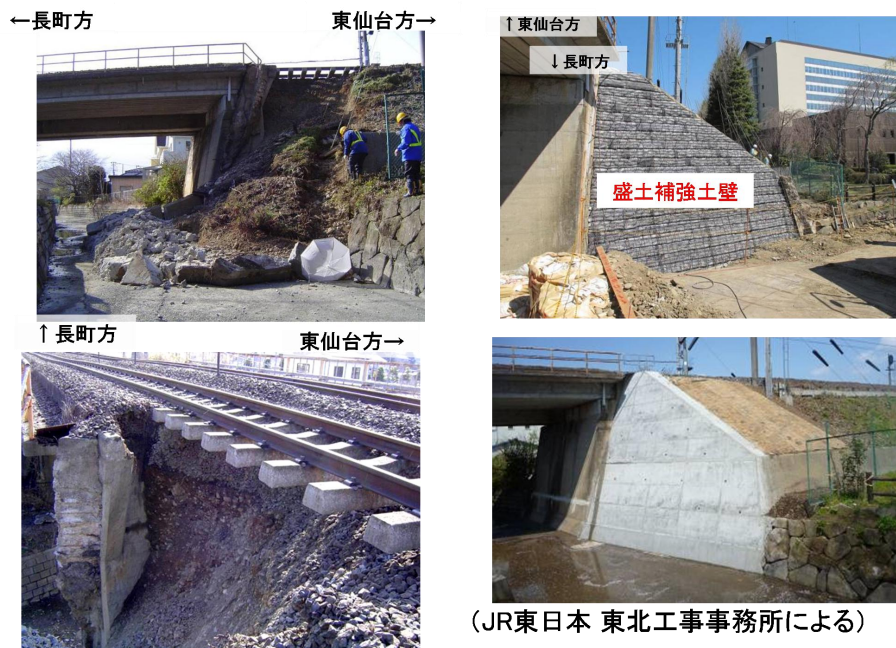 ←長町方
東仙台方→
↑東仙台方
↓長町方
盛土補強土壁
↑長町方
東仙台方→
（JR東日本 東北工事事務所による）